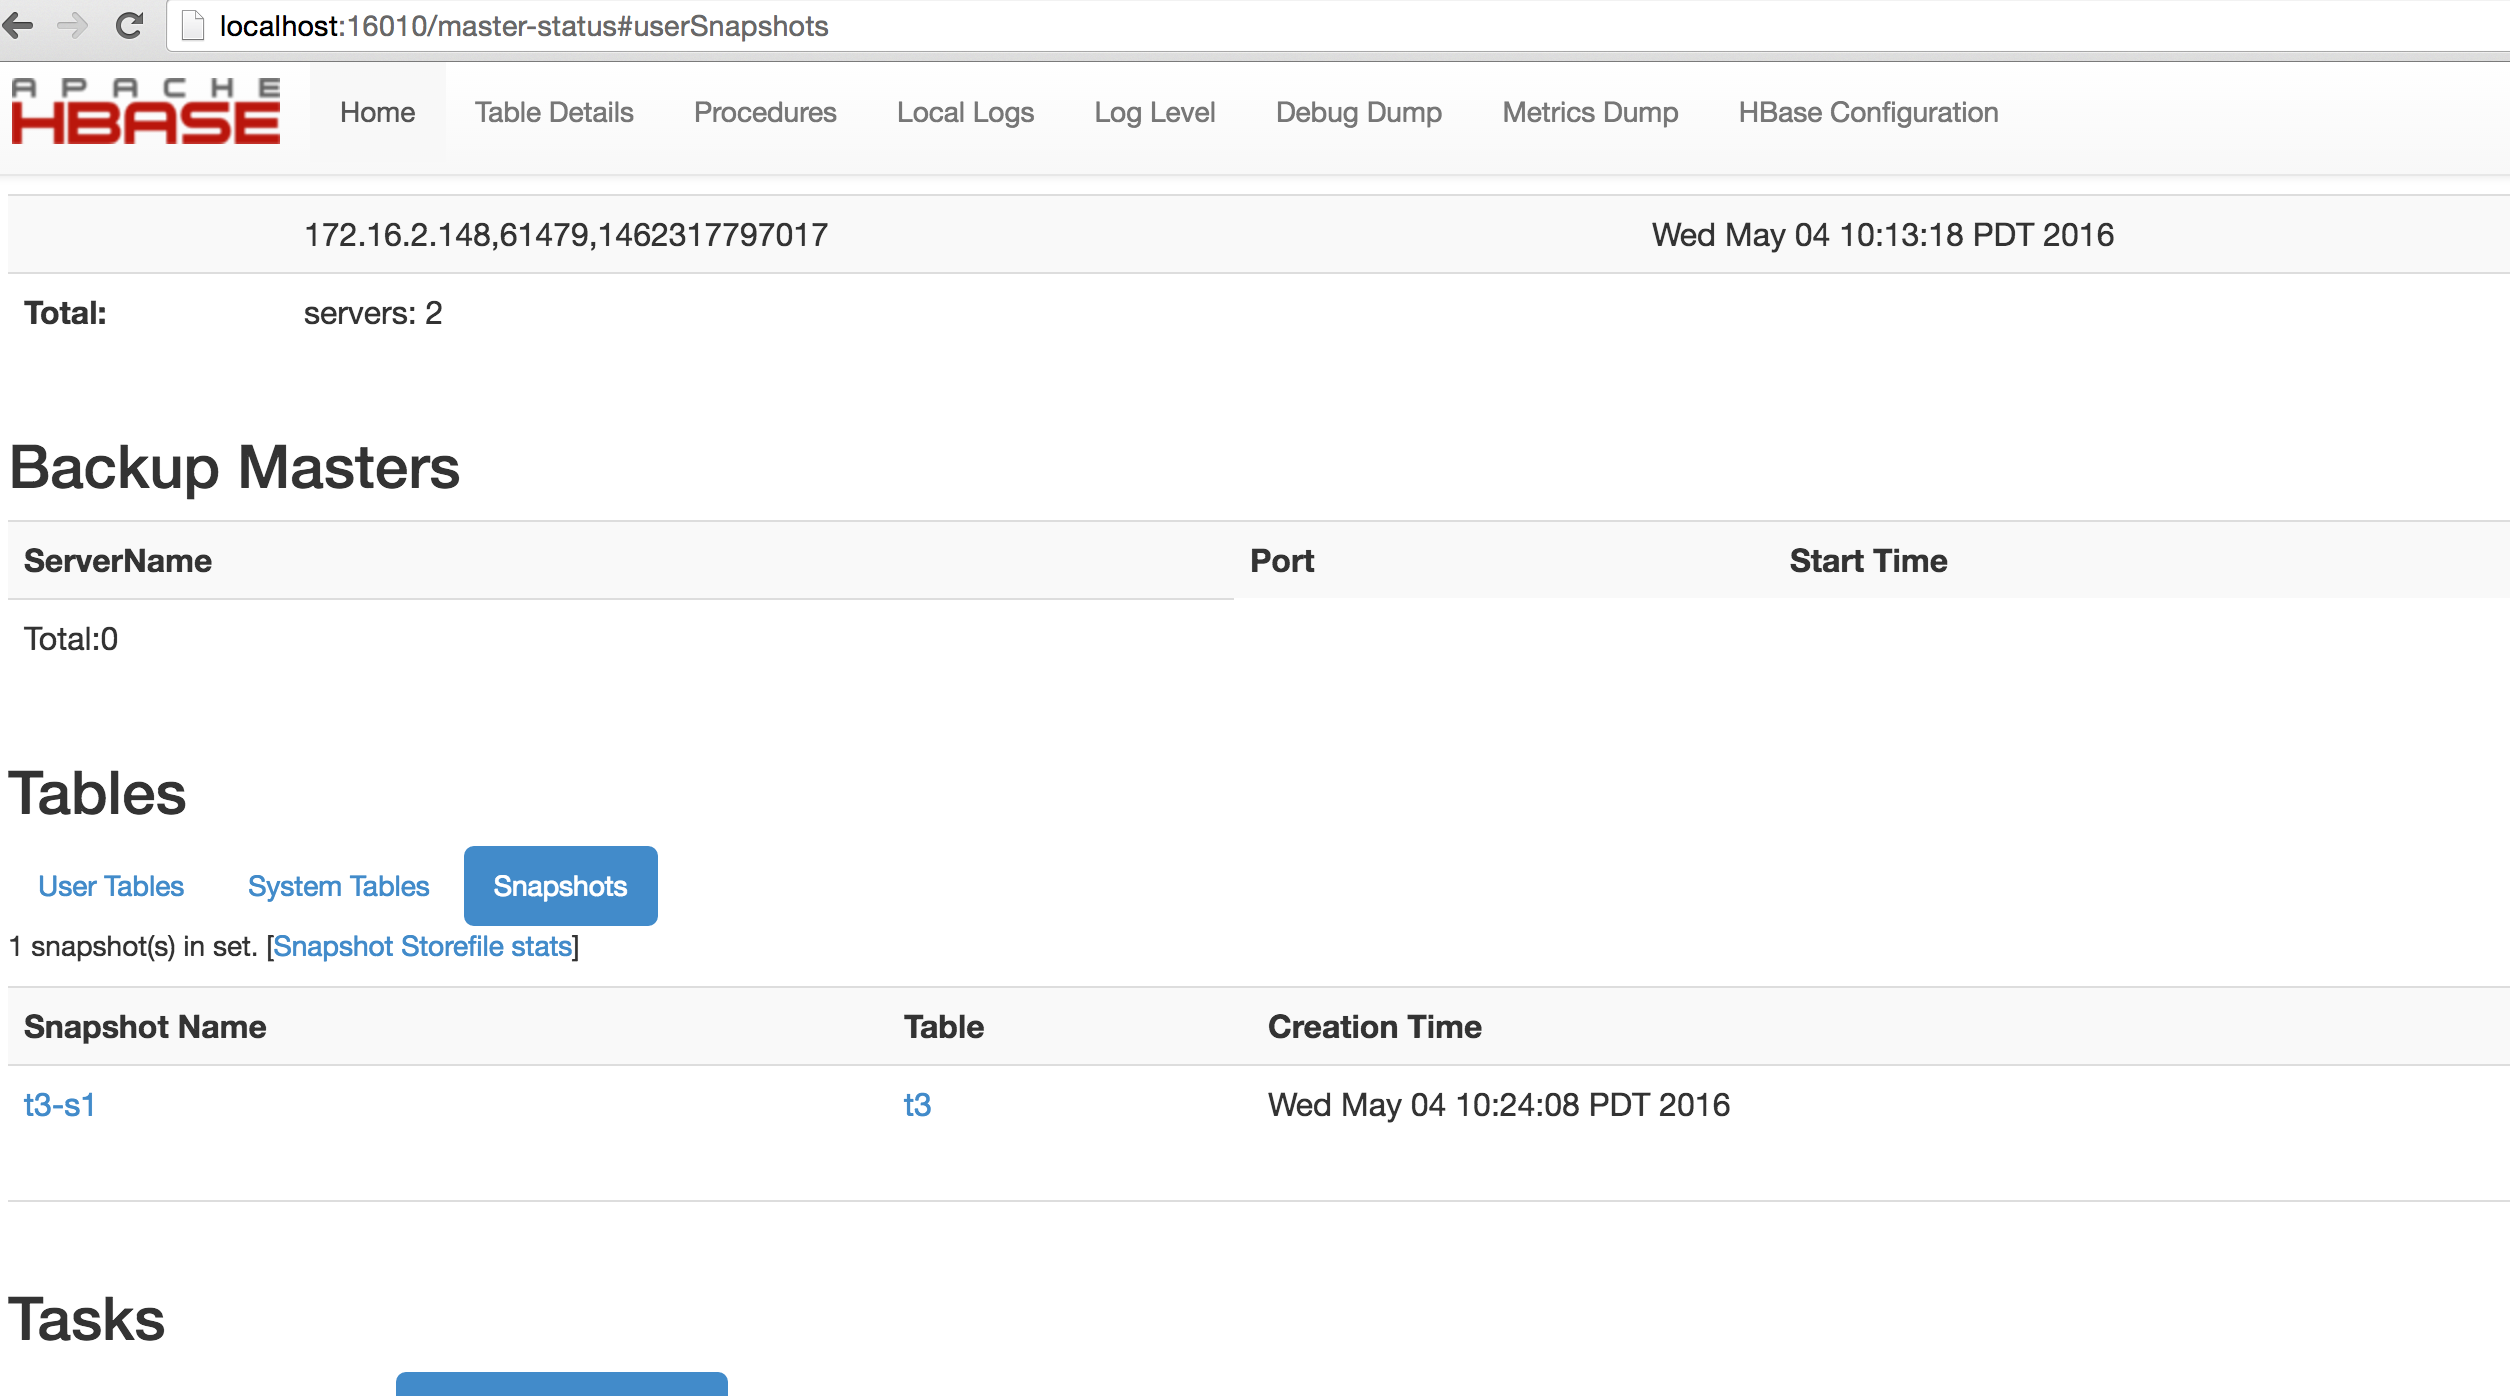 localhost:16010/master-status#userSnapshots
APACHE
HBASE
Home Table Details Procedures Local Logs Log Level Debug Dump Metrics Dump HBase Configuration
172.16.2.148,61479,1462317797017 Wed May 04 10:13:18 PDT 2016
Total: servers: 2
Backup Masters
ServerName Port Start Time
Total:0
Tables
User Tables System Tables Snapshots
1 snapshot(s) in set. [Snapshot Storefile stats]
Snapshot Name Table Creation Time
t3-s1 t3 Wed May 04 10:24:08 PDT 2016
Tasks